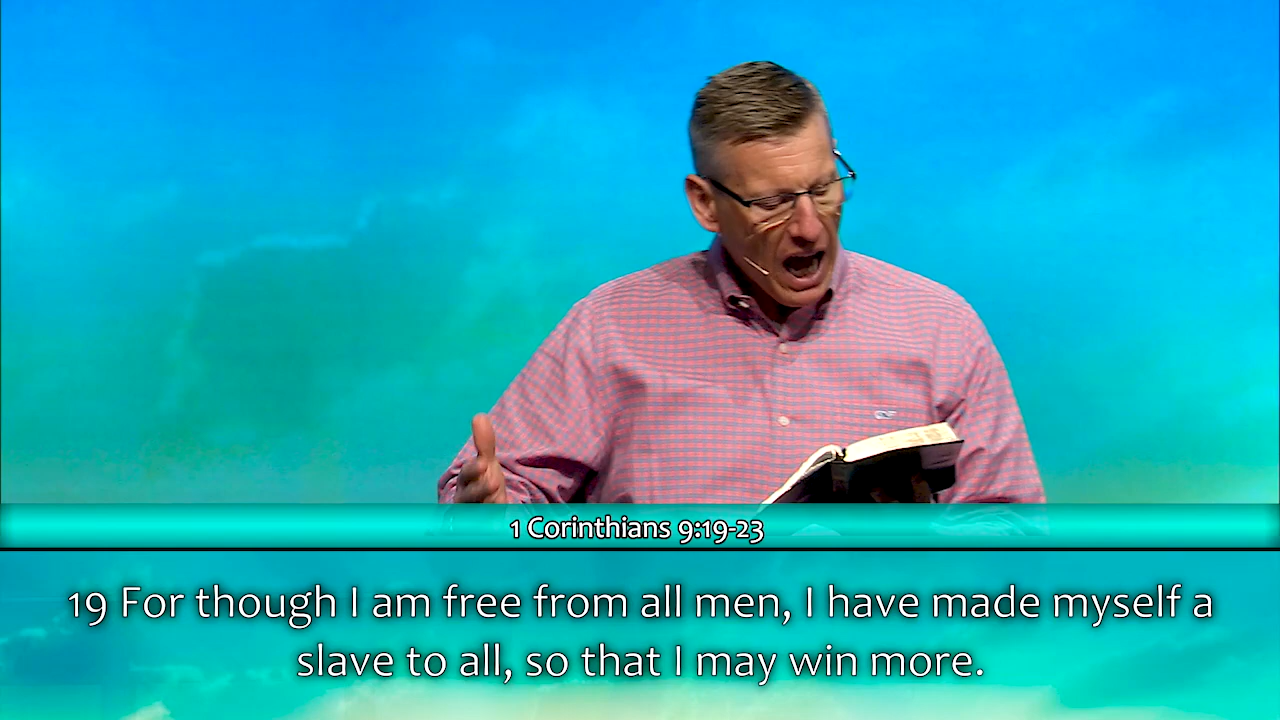 1 Corinthians 9:19-23
19 For though I am free from all men, I have made myself a
slave to all, so that I may win more.